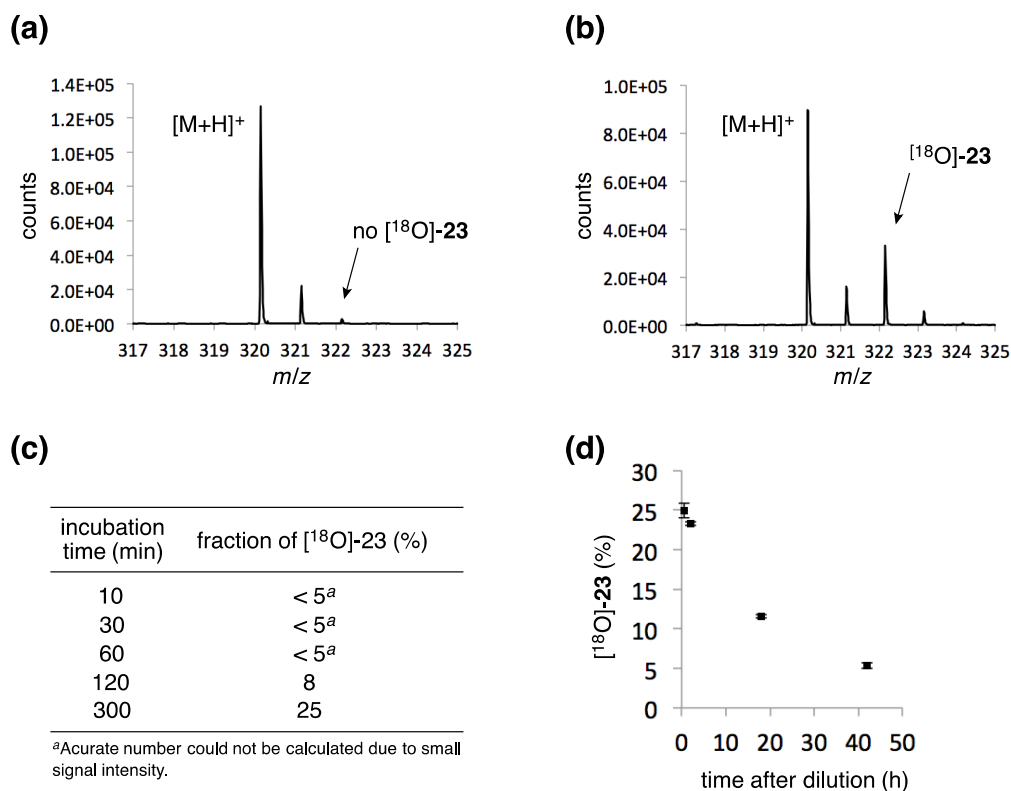 (a)
counts
1.4E+05
1.2E+05
1.0E+05
8.0E+04
6.0E+04
4.0E+04
2.0E+04
0.0E+00
[M+H]⁺
no [¹⁸O]-23
317 318 319 320 321 322 323 324 325
m/z
(b)
counts
1.0E+05
8.0E+04
6.0E+04
4.0E+04
2.0E+04
0.0E+00
[M+H]⁺
[¹⁸O]-23
317 318 319 320 321 322 323 324 325
m/z
(c)
incubation
time (min)
fraction of [¹⁸O]-23 (%)
10 < 5ᵃ
30 < 5ᵃ
60 < 5ᵃ
120 8
300 25
ᵃAcurate number could not be calculated due to small
signal intensity.
(d)
[¹⁸O]-23 (%)
30
25
20
15
10
5
0
0 10 20 30 40 50
time after dilution (h)